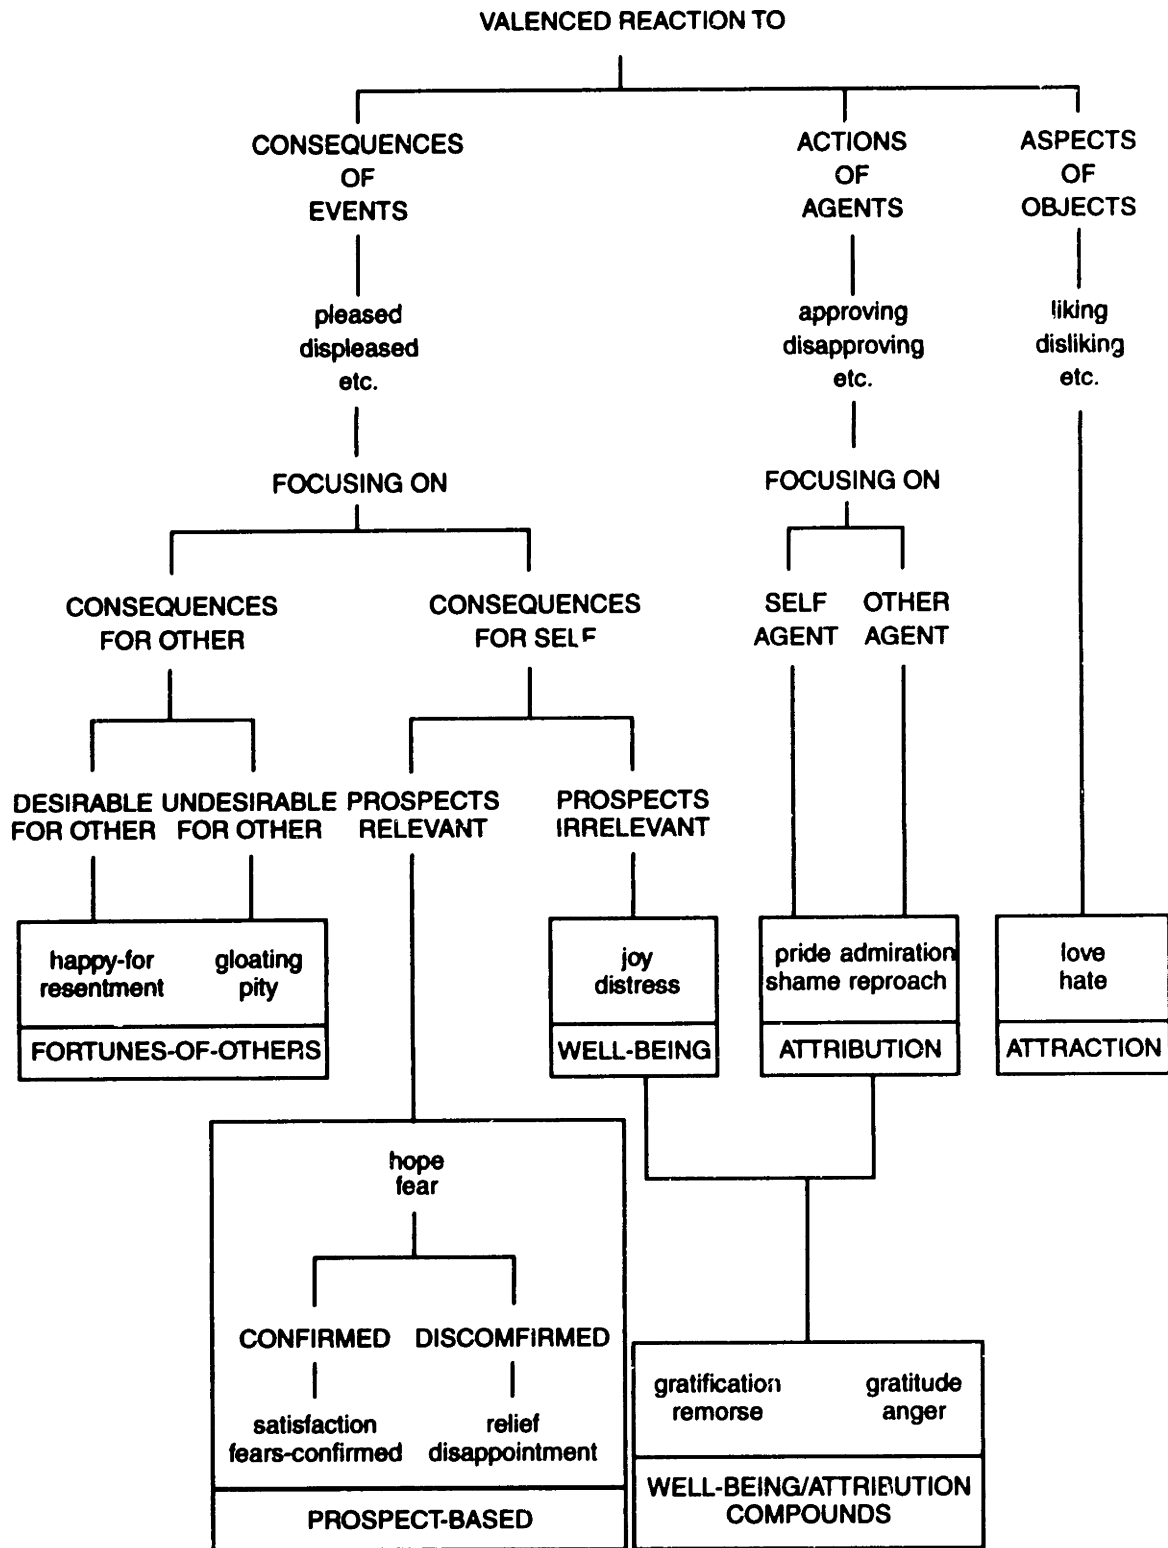 VALENCED REACTION TO
CONSEQUENCES
OF
EVENTS
ACTIONS
OF
AGENTS
ASPECTS
OF
OBJECTS
pleased
displeased
etc.
approving
disapproving
etc.
liking
disliking
etc.
FOCUSING ON
FOCUSING ON
CONSEQUENCES
FOR OTHER
CONSEQUENCES
FOR SELF
SELF
AGENT
OTHER
AGENT
DESIRABLE
FOR OTHER
UNDESIRABLE
FOR OTHER
PROSPECTS
RELEVANT
PROSPECTS
IRRELEVANT
happy-for
resentment
gloating
pity
FORTUNES-OF-OTHERS
joy
distress
WELL-BEING
pride admiration
shame reproach
ATTRIBUTION
love
hate
ATTRACTION
hope
fear
CONFIRMED
DISCOMFIRMED
satisfaction
fears-confirmed
relief
disappointment
PROSPECT-BASED
gratification
remorse
gratitude
anger
WELL-BEING/ATTRIBUTION
COMPOUNDS